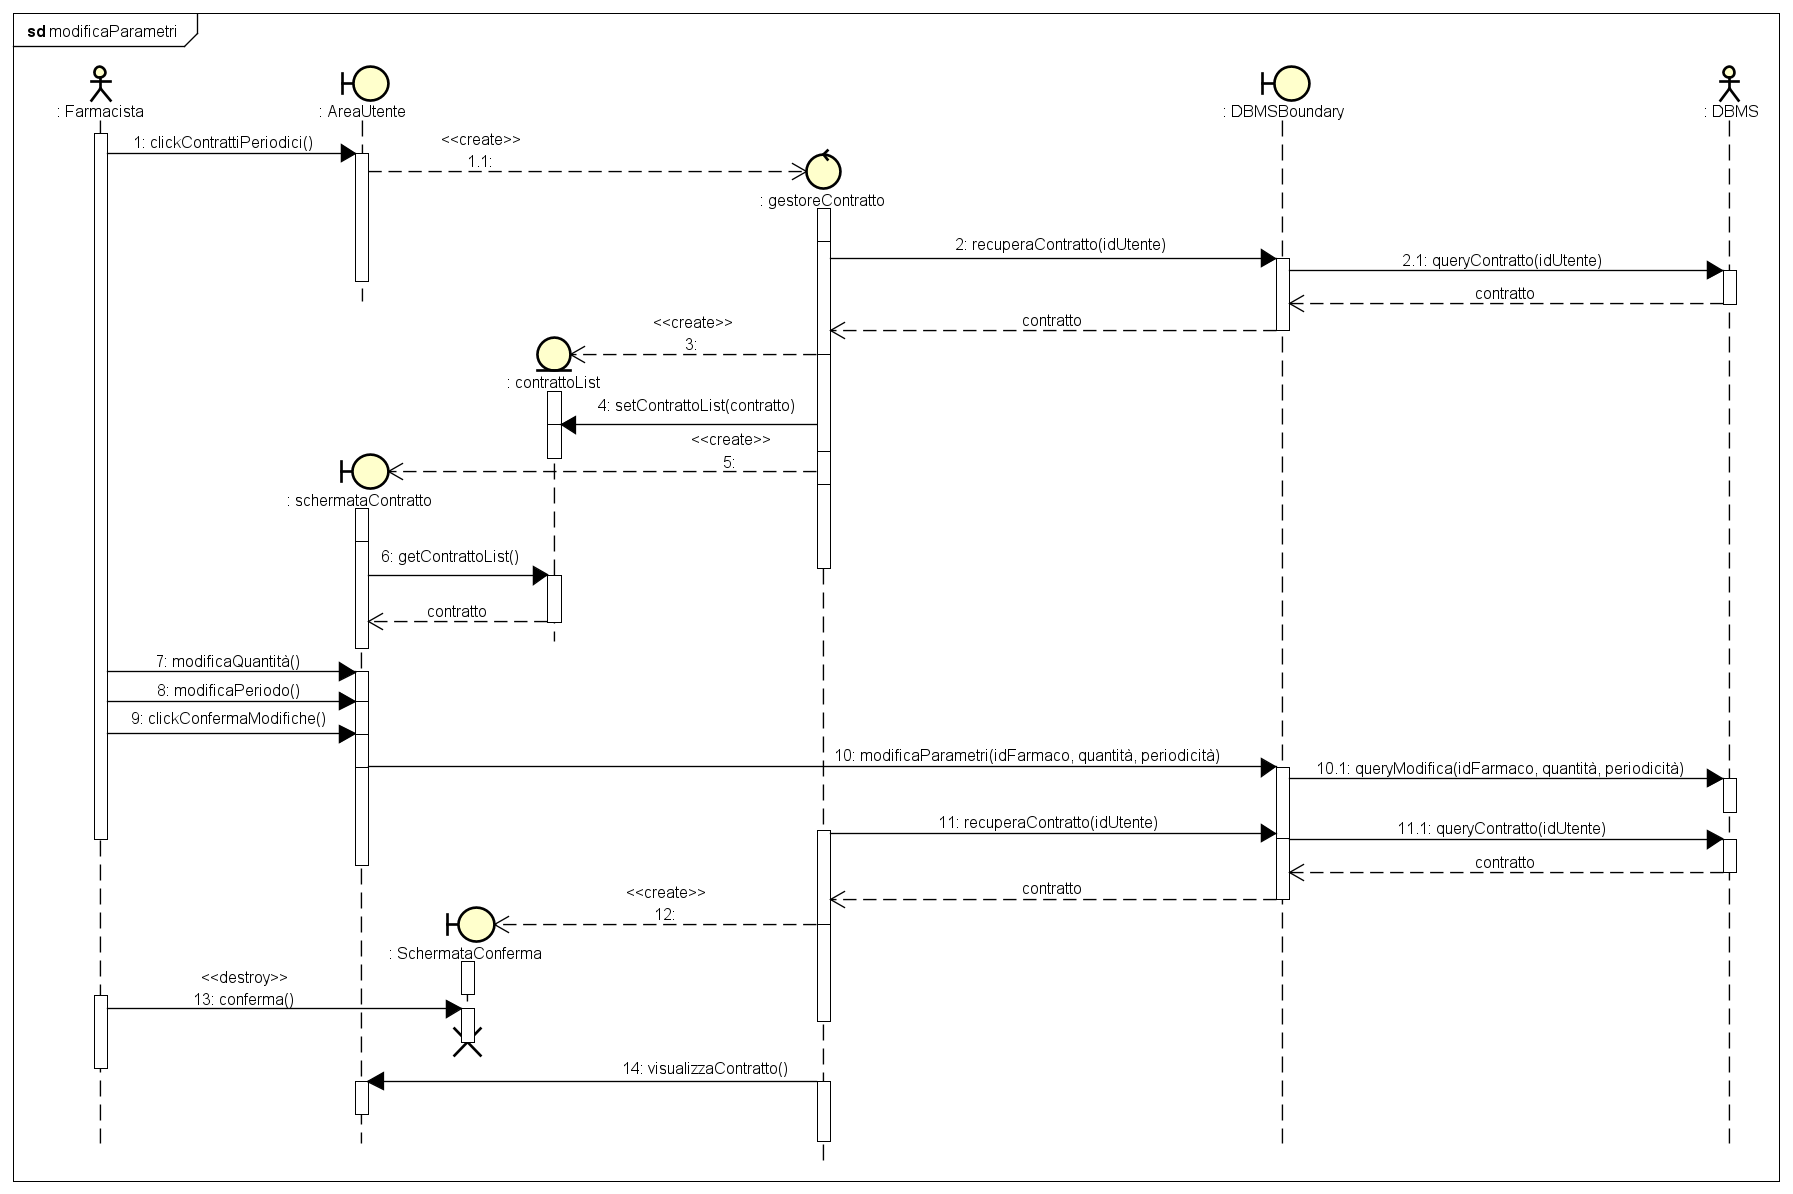 sd modificaParametri
: Farmacista
: AreaUtente
: DBMSBoundary
: DBMS
1: clickContrattiPeriodici()
<<create>>
1.1:
: gestoreContratto
2: recuperaContratto(idUtente)
2.1: queryContratto(idUtente)
contratto
contratto
<<create>>
3:
: contrattoList
4: setContrattoList(contratto)
<<create>>
5:
: schermataContratto
6: getContrattoList()
contratto
7: modificaQuantità()
8: modificaPeriodo()
9: clickConfermaModifiche()
10: modificaParametri(idFarmaco, quantità, periodicità)
10.1: queryModifica(idFarmaco, quantità, periodicità)
11: recuperaContratto(idUtente)
11.1: queryContratto(idUtente)
contratto
contratto
<<create>>
12:
: SchermataConferma
<<destroy>>
13: conferma()
14: visualizzaContratto()